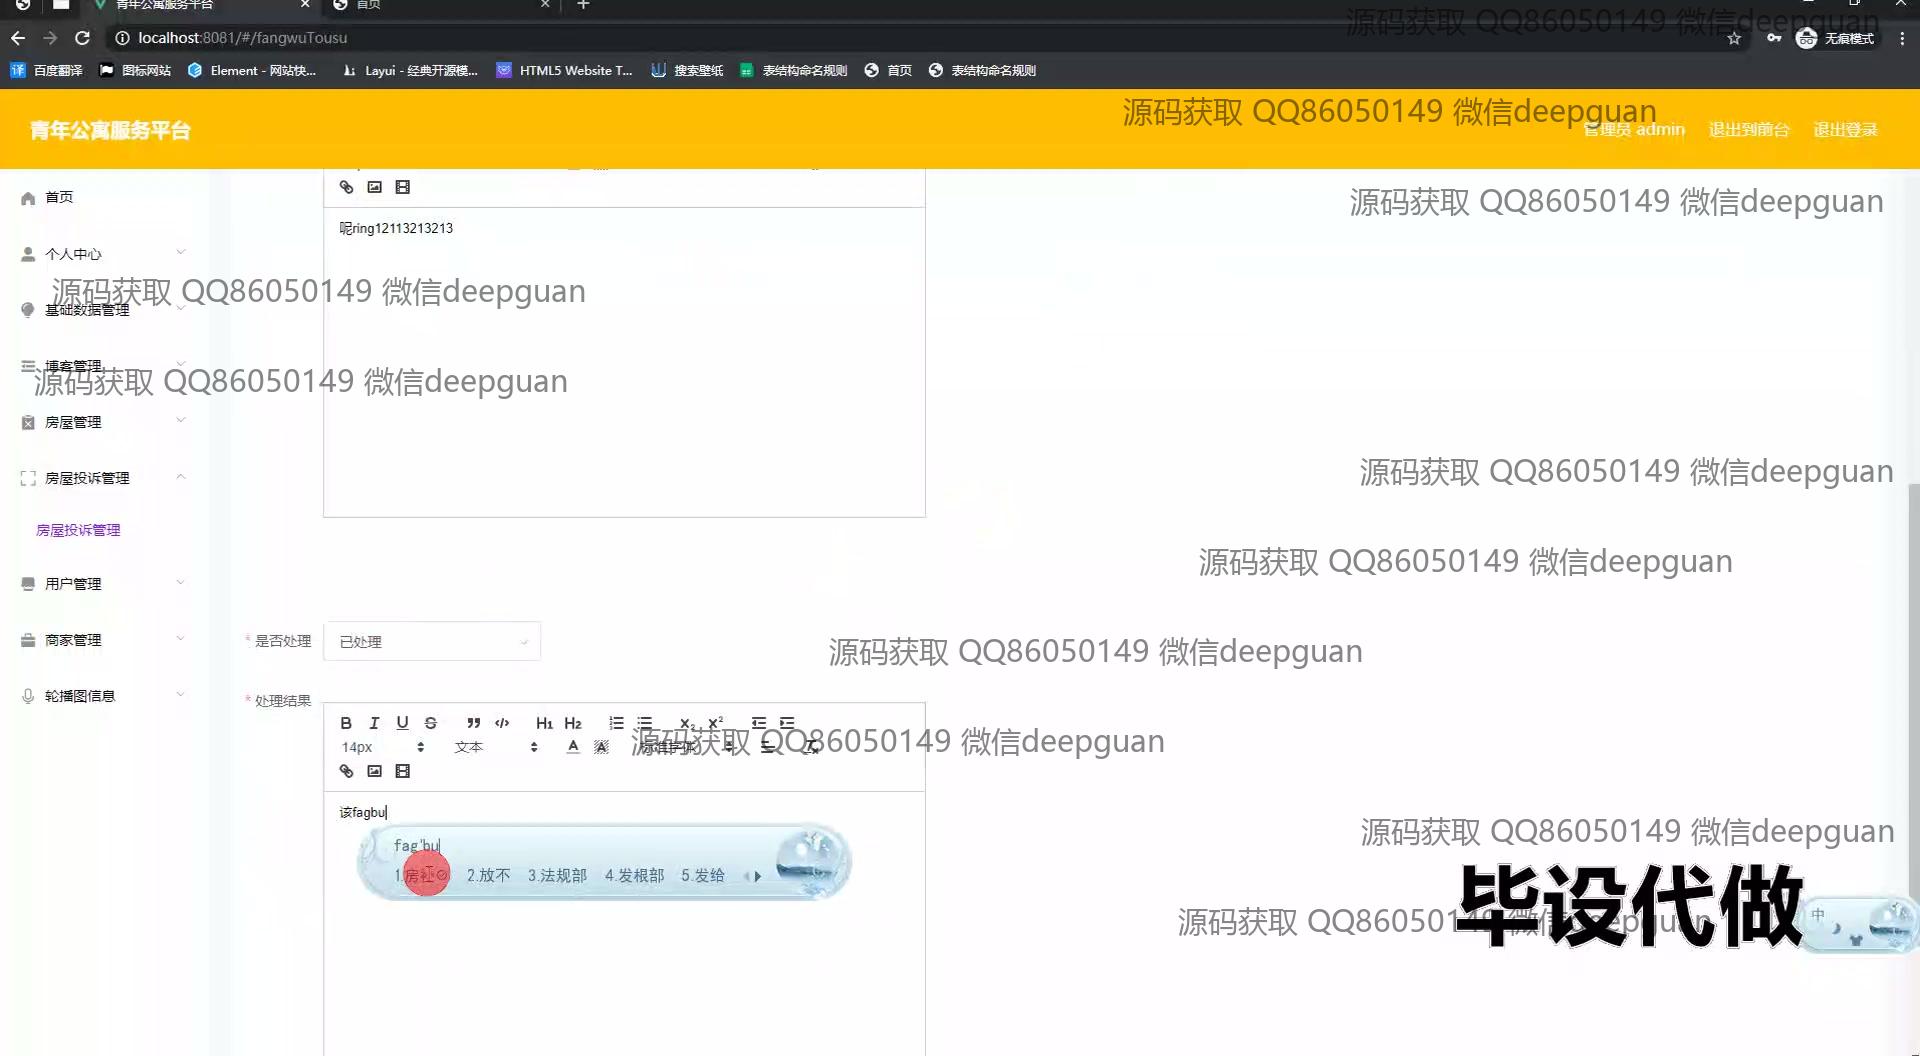 青年公寓服务平台
首页
源码获取 QQ86050149 微信deepguan
localhost:8081/#/fangwuTousu
无痕模式
百度翻译
图标网站
Element - 网站快...
Layui - 经典开源模...
HTML5 Website T...
搜索壁纸
表结构命名规则
首页
表结构命名规则
源码获取 QQ86050149 微信deepguan
青年公寓服务平台
管理员 admin
退出到前台
退出登录
首页
源码获取 QQ86050149 微信deepguan
呢ring12113213213
个人中心
源码获取 QQ86050149 微信deepguan
基础数据管理
博客管理
源码获取 QQ86050149 微信deepguan
房屋管理
房屋投诉管理
源码获取 QQ86050149 微信deepguan
房屋投诉管理
源码获取 QQ86050149 微信deepguan
用户管理
商家管理
* 是否处理
已处理
源码获取 QQ86050149 微信deepguan
轮播图信息
* 处理结果
B I U S H1 H2 X2 X2
14px
文本
标准字体
源码获取 QQ86050149 微信deepguan
该fagbu
fag'bu
2.放不 3.法规部 4.发根部 5.发给
源码获取 QQ86050149 微信deepguan
毕设代做
中
源码获取 QQ86050149 微信deepguan